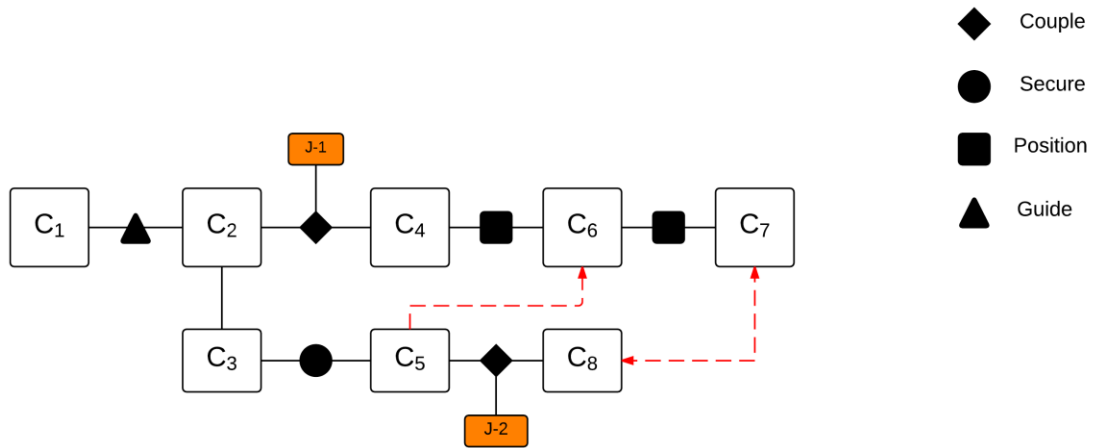 Couple
Secure
J-1
Position
C₁
C₂
C₄
C₆
C₇
Guide
C₃
C₅
C₈
J-2